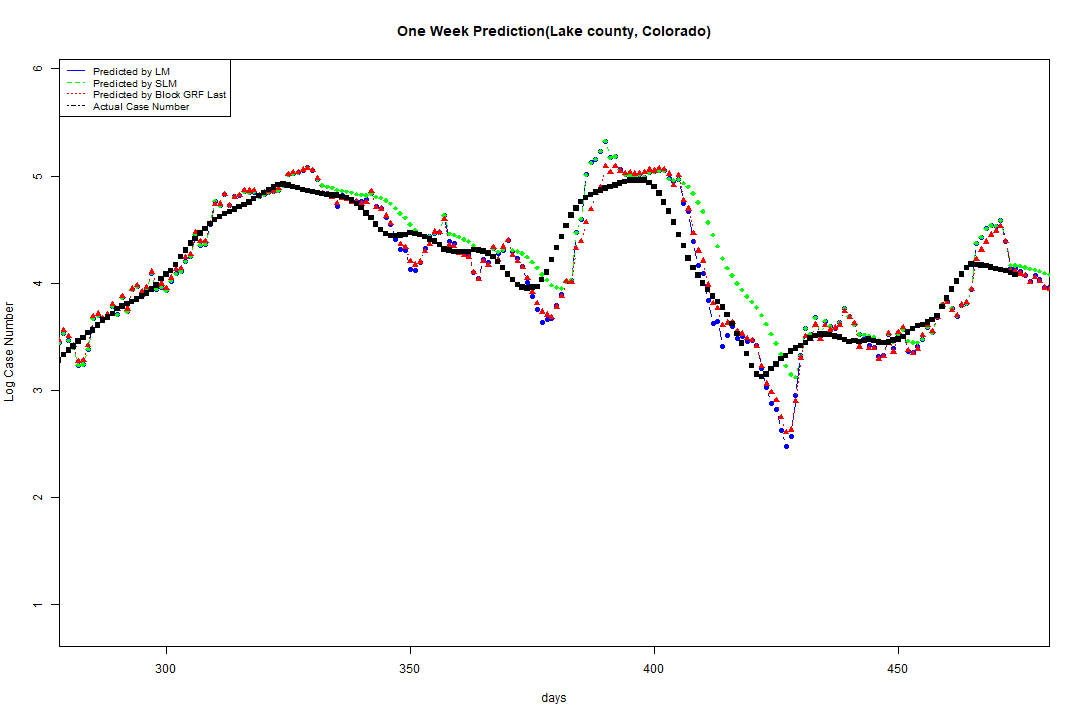 One Week Prediction(Lake county, Colorado)
Predicted by LM
Predicted by SLM
Predicted by Block GRF Last
Actual Case Number
6
5
4
3
2
1
Log Case Number
300
350
400
450
days